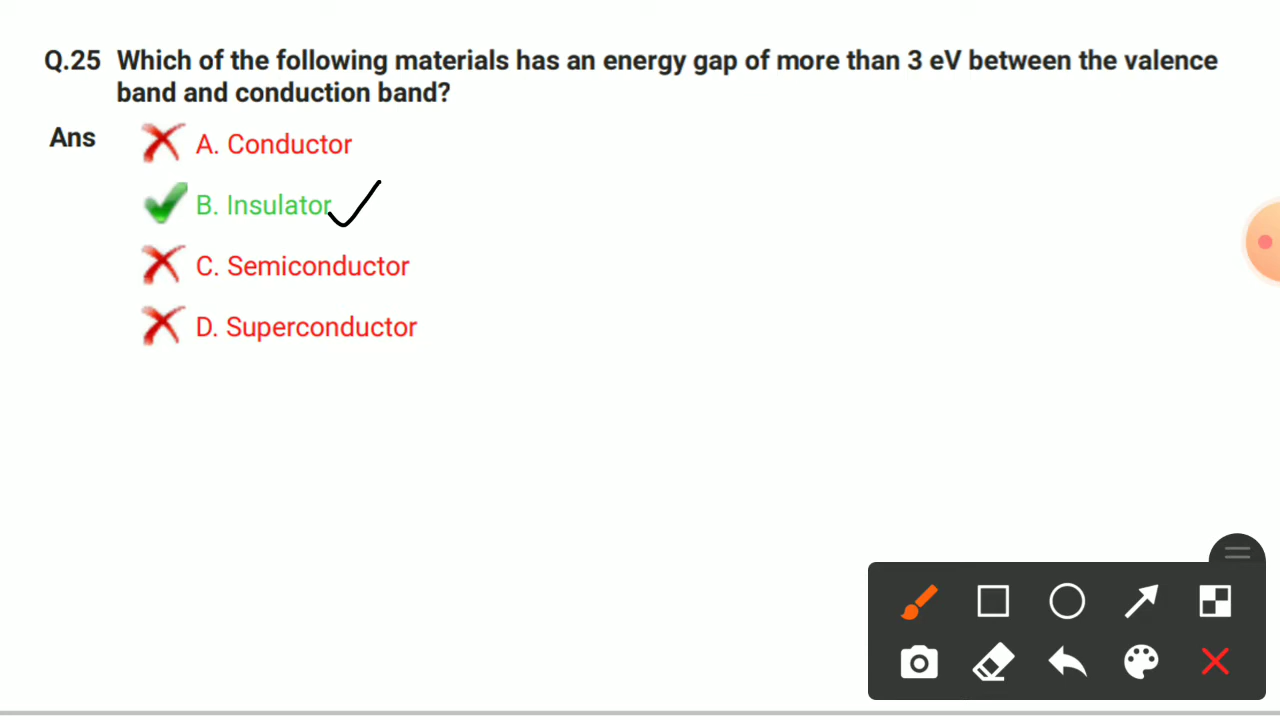 Q.25 Which of the following materials has an energy gap of more than 3 eV between the valence
band and conduction band?
Ans
A. Conductor
B. Insulator
C. Semiconductor
D. Superconductor